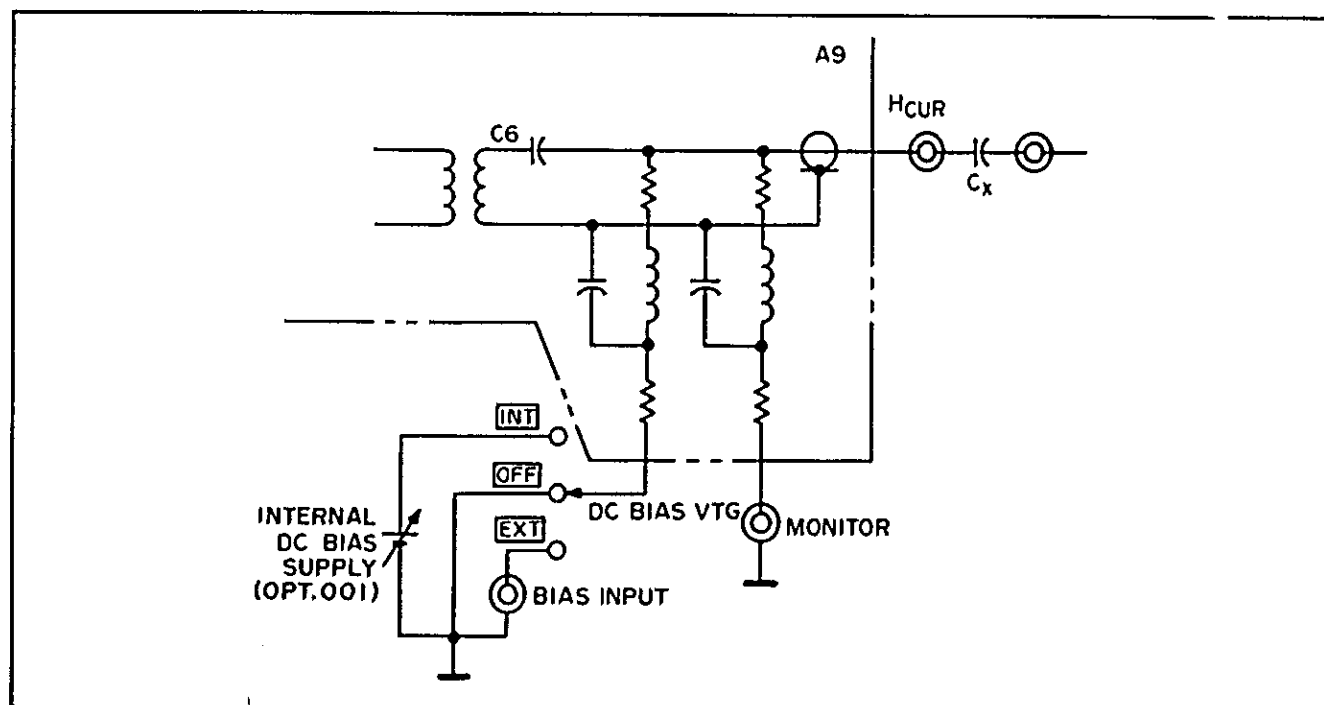 A9
HCUR
C6
Cx
INT
OFF
DC BIAS VTG
MONITOR
EXT
INTERNAL
DC BIAS
SUPPLY
(OPT.001)
BIAS INPUT